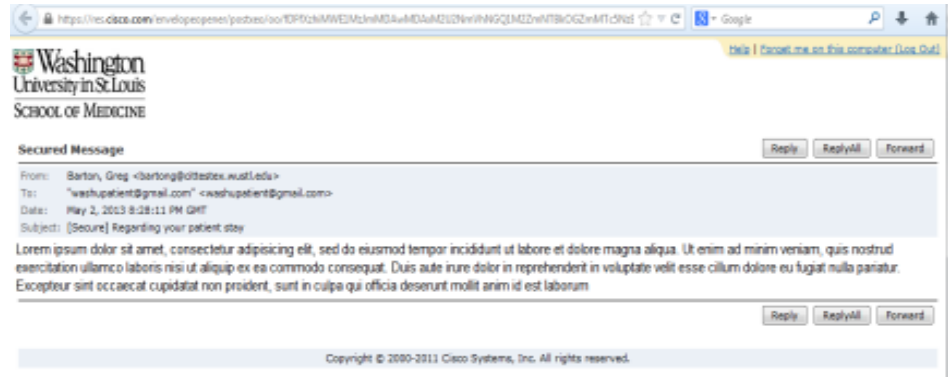 https://res.cisco.com/envelopeopener/postxeo/oo/
Google
Help | Forget me on this computer (Log Out)
Washington
University in St. Louis
SCHOOL OF MEDICINE
Secured Message
Reply ReplyAll Forward
From: Barton, Greg <bartong@cittestex.wustl.edu>
To: "washupatient@gmail.com" <washupatient@gmail.com>
Date: May 2, 2013 8:28:11 PM GMT
Subject: [Secure] Regarding your patient stay
Lorem ipsum dolor sit amet, consectetur adipisicing elit, sed do eiusmod tempor incididunt ut labore et dolore magna aliqua. Ut enim ad minim veniam, quis nostrud
exercitation ullamco laboris nisi ut aliquip ex ea commodo consequat. Duis aute irure dolor in reprehenderit in voluptate velit esse cillum dolore eu fugiat nulla pariatur.
Excepteur sint occaecat cupidatat non proident, sunt in culpa qui officia deserunt mollit anim id est laborum
Reply ReplyAll Forward
Copyright © 2000-2011 Cisco Systems, Inc. All rights reserved.